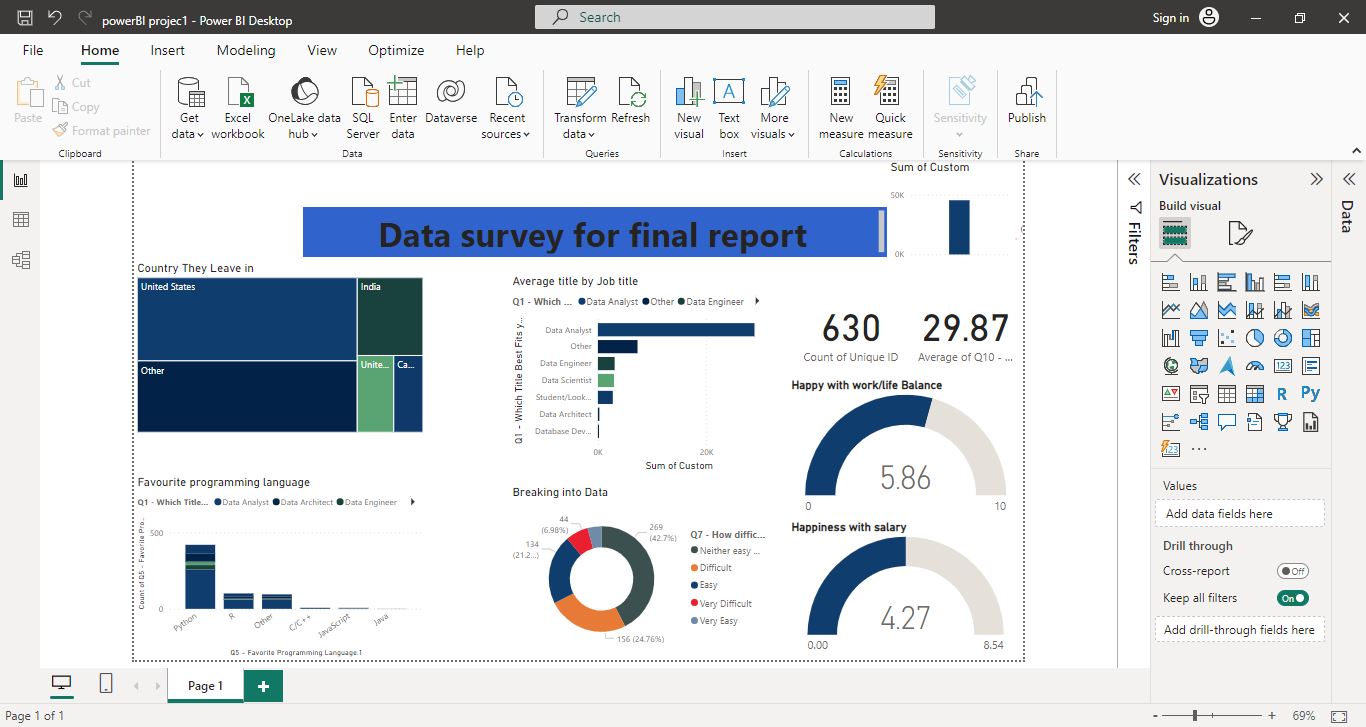 powerBI projec1 - Power BI Desktop
Search
Sign in
File Home Insert Modeling View Optimize Help
Paste
Cut
Copy
Format painter
Clipboard
Get data
Excel workbook
OneLake data hub
SQL Server
Enter data
Dataverse
Recent sources
Data
Transform data
Refresh
Queries
New visual
Text box
More visuals
Insert
New measure
Quick measure
Calculations
Sensitivity
Sensitivity
Publish
Share
Data survey for final report
Sum of Custom
50K
0K
Country They Leave in
United States
India
Other
Unite...
Ca...
Average title by Job title
Q1 - Which ... Data Analyst Other Data Engineer
Q1 - Which Title Best Fits y...
Data Analyst
Other
Data Engineer
Data Scientist
Student/Look...
Data Architect
Database Dev...
0K 20K
Sum of Custom
630
Count of Unique ID
29.87
Average of Q10 - ...
Happy with work/life Balance
5.86
0 10
Favourite programming language
Q1 - Which Title... Data Analyst Data Architect Data Engineer
Count of Q5 - Favorite Pro...
500
0
Python R Other C/C++ JavaScript Java
Q5 - Favorite Programming Language.1
Breaking into Data
44
(6.98%)
269
(42.7%)
134
(21.2...
156 (24.76%)
Q7 - How diffic...
Neither easy ...
Difficult
Easy
Very Difficult
Very Easy
Happiness with salary
4.27
0.00 8.54
Filters
Visualizations
Build visual
123
R Py
123
...
Values
Add data fields here
Drill through
Cross-report Off
Keep all filters On
Add drill-through fields here
Data
Page 1
+
Page 1 of 1
- + 69%